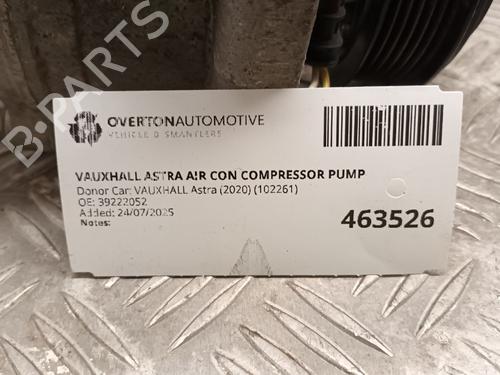 OVERTONAUTOMOTIVE
VEHICLE DISMANTLERS
VAUXHALL ASTRA AIR CON COMPRESSOR PUMP
Donor Car: VAUXHALL Astra (2020) (102261)
OE: 39222052
Added: 24/07/2025
Notes:
463526
B-PARTS